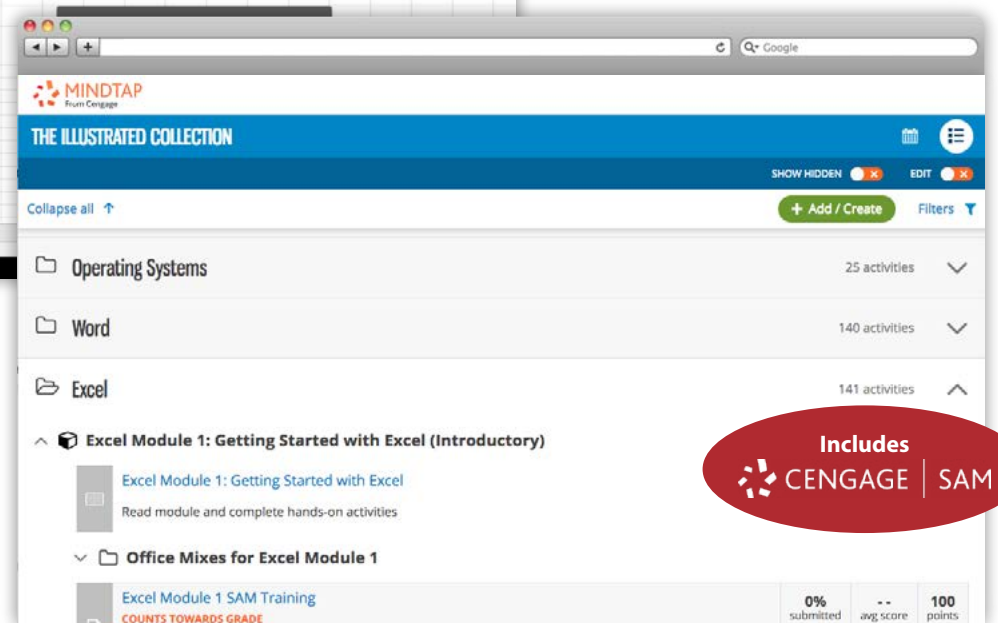 Google
MINDTAP
From Cengage
THE ILLUSTRATED COLLECTION
SHOW HIDDEN EDIT
Collapse all ↑ + Add / Create Filters
Operating Systems 25 activities
Word 140 activities
Excel 141 activities
Excel Module 1: Getting Started with Excel (Introductory)
Includes
CENGAGE | SAM
Excel Module 1: Getting Started with Excel
Read module and complete hands-on activities
Office Mixes for Excel Module 1
Excel Module 1 SAM Training 0% -- 100
COUNTS TOWARDS GRADE submitted avg score points